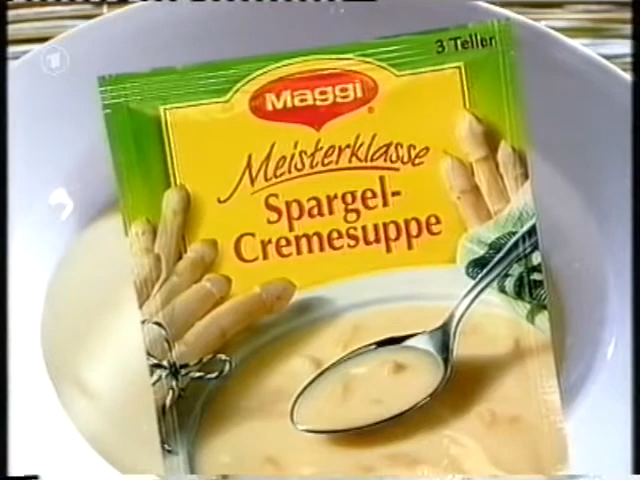 3 Teller
Maggi
Meisterklasse
Spargel-
Cremesuppe